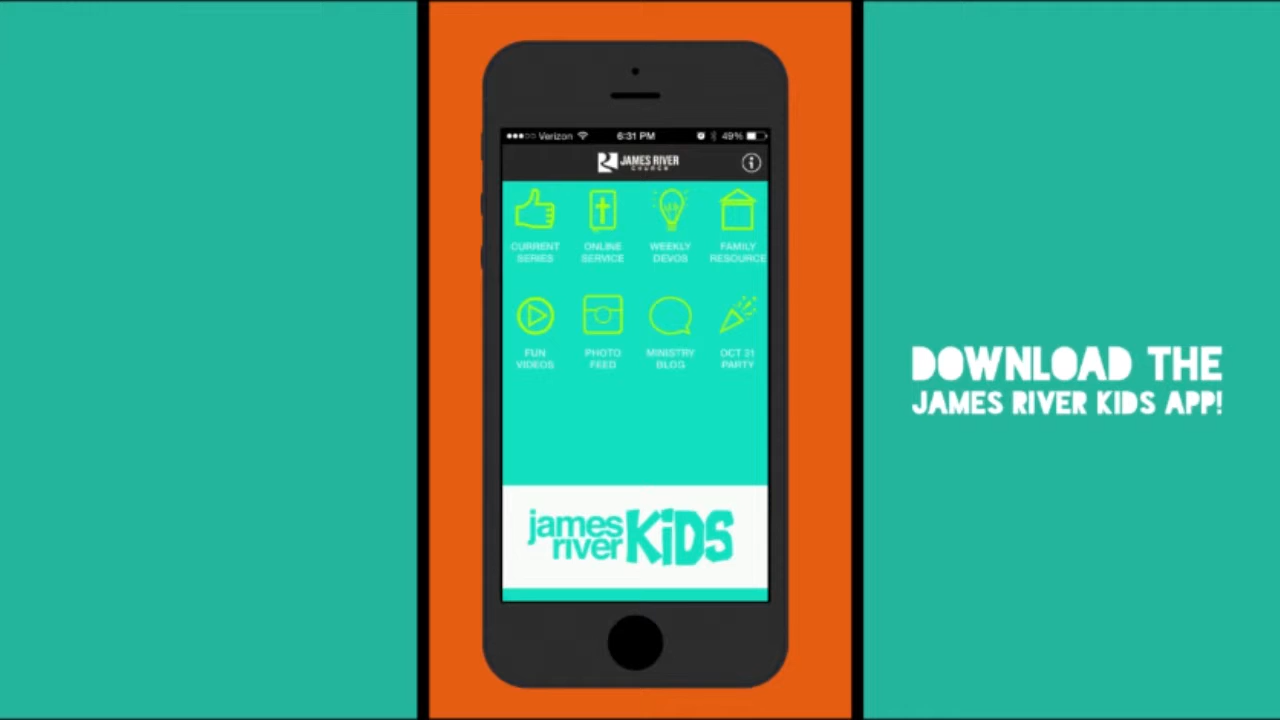 Verizon 6:31 PM 49%
JAMES RIVER
CHURCH
CURRENT SERIES
ONLINE SERVICE
WEEKLY DEVOS
FAMILY RESOURCE
FUN VIDEOS
PHOTO FEED
MINISTRY BLOG
OCT 31 PARTY
james
river KiDS
DOWNLOAD THE
JAMES RIVER KIDS APP!